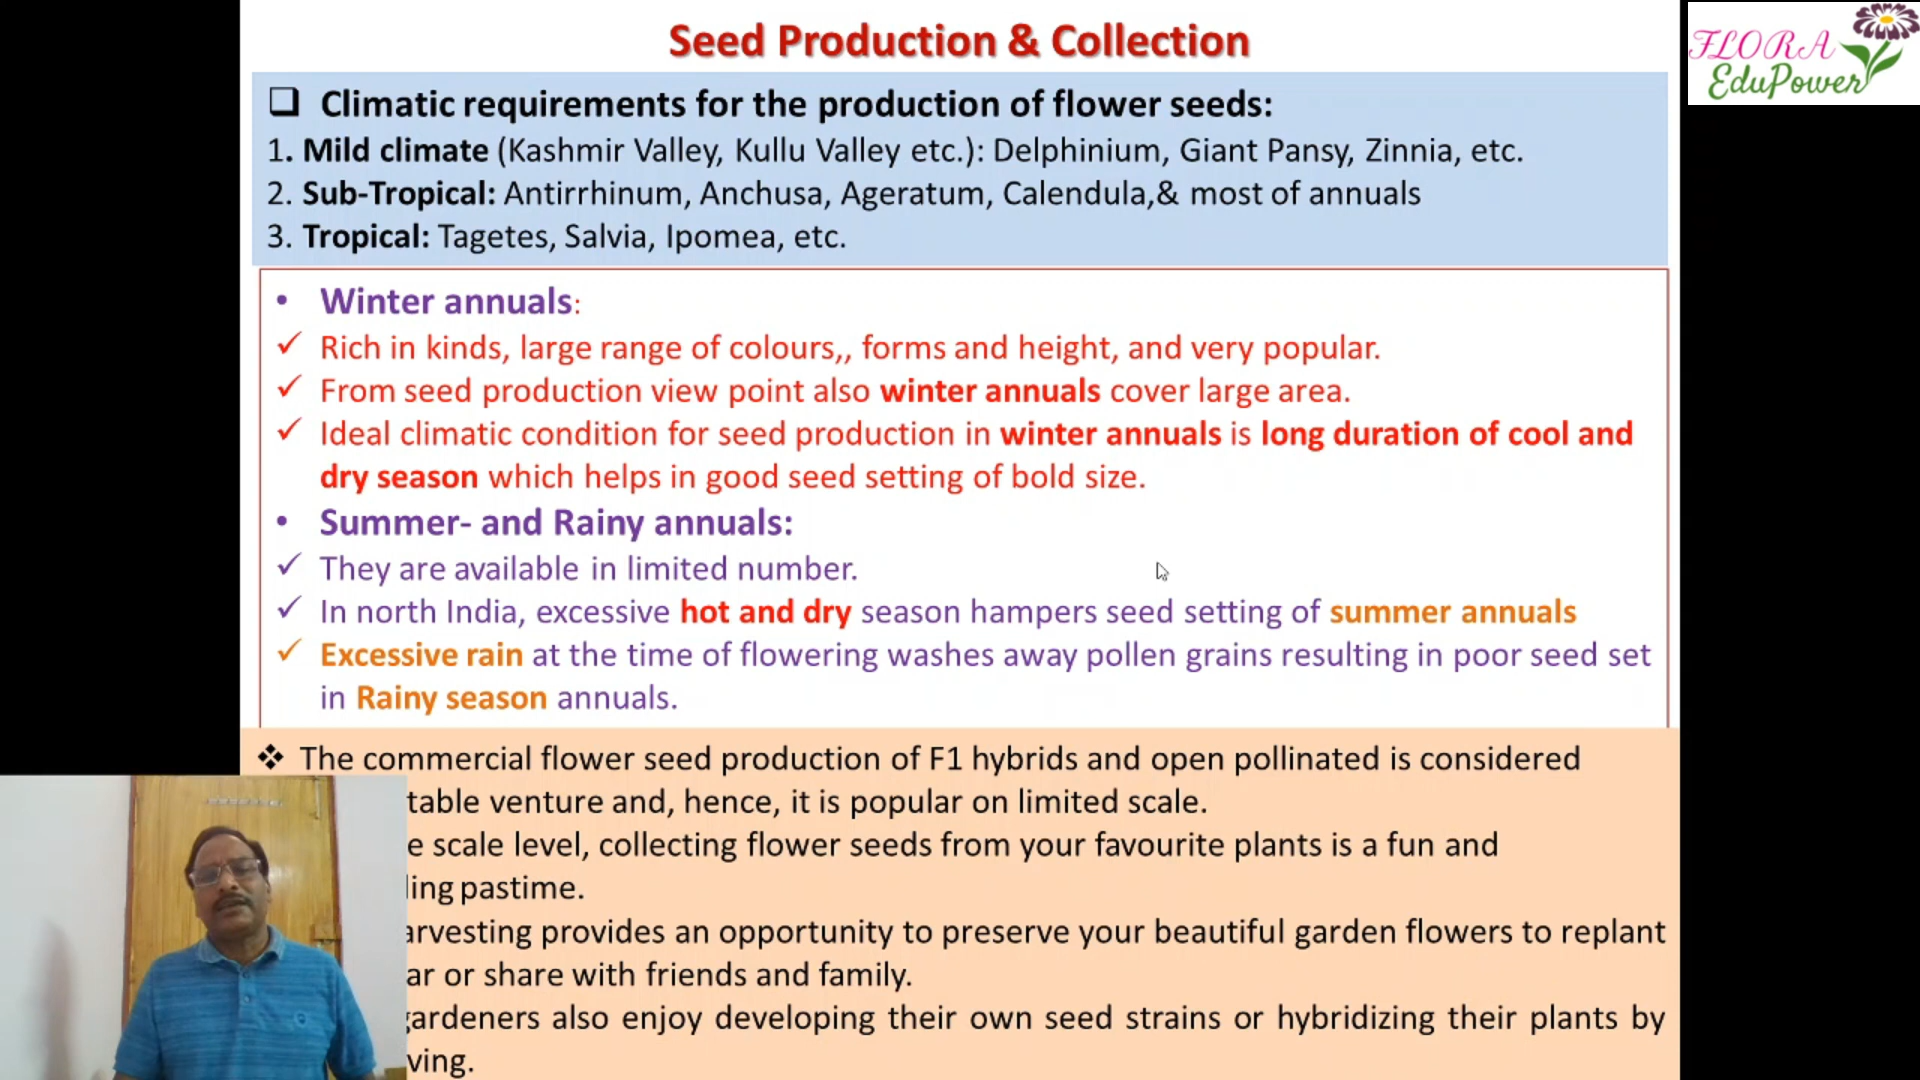 Seed Production & Collection
FLORA
EduPower
❑ Climatic requirements for the production of flower seeds:
1. Mild climate (Kashmir Valley, Kullu Valley etc.): Delphinium, Giant Pansy, Zinnia, etc.
2. Sub-Tropical: Antirrhinum, Anchusa, Ageratum, Calendula,& most of annuals
3. Tropical: Tagetes, Salvia, Ipomea, etc.
• Winter annuals:
✓ Rich in kinds, large range of colours,, forms and height, and very popular.
✓ From seed production view point also winter annuals cover large area.
✓ Ideal climatic condition for seed production in winter annuals is long duration of cool and
dry season which helps in good seed setting of bold size.
• Summer- and Rainy annuals:
✓ They are available in limited number.
✓ In north India, excessive hot and dry season hampers seed setting of summer annuals
✓ Excessive rain at the time of flowering washes away pollen grains resulting in poor seed set
in Rainy season annuals.
❖ The commercial flower seed production of F1 hybrids and open pollinated is considered
table venture and, hence, it is popular on limited scale.
e scale level, collecting flower seeds from your favourite plants is a fun and
ling pastime.
arvesting provides an opportunity to preserve your beautiful garden flowers to replant
ar or share with friends and family.
gardeners also enjoy developing their own seed strains or hybridizing their plants by
ving.